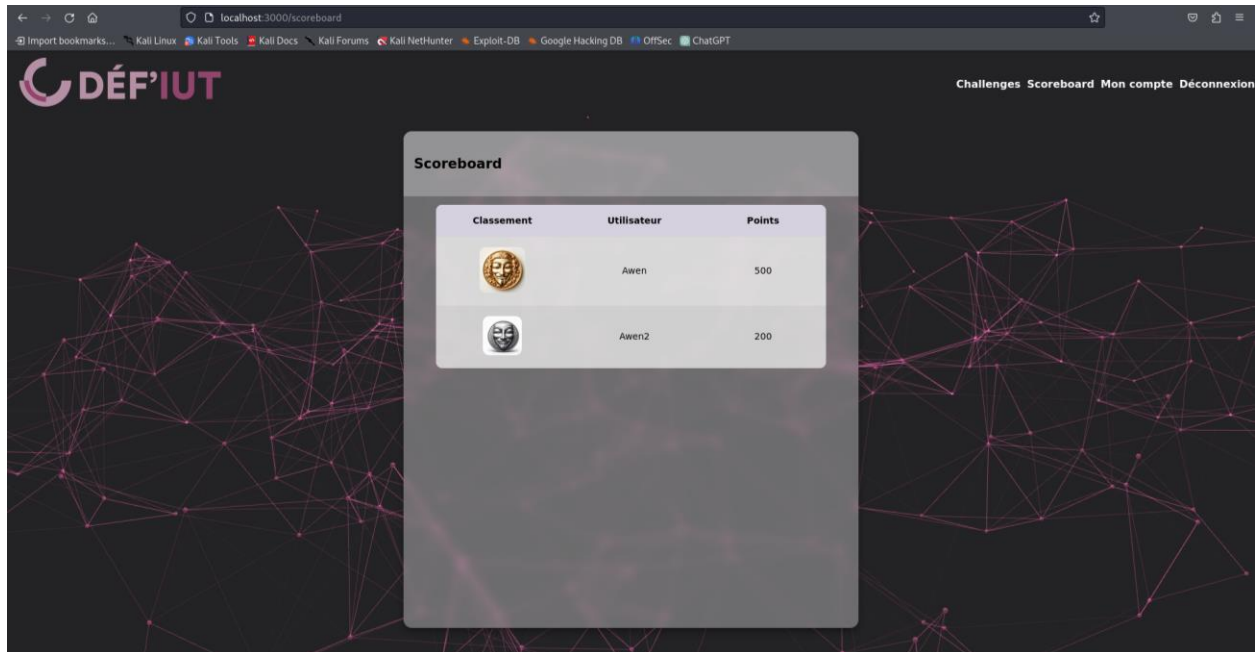 localhost:3000/scoreboard
Import bookmarks... Kali Linux Kali Tools Kali Docs Kali Forums Kali NetHunter Exploit-DB Google Hacking DB OffSec ChatGPT
DÉF'IUT
Challenges Scoreboard Mon compte Déconnexion
Scoreboard
Classement Utilisateur Points
Awen 500
Awen2 200